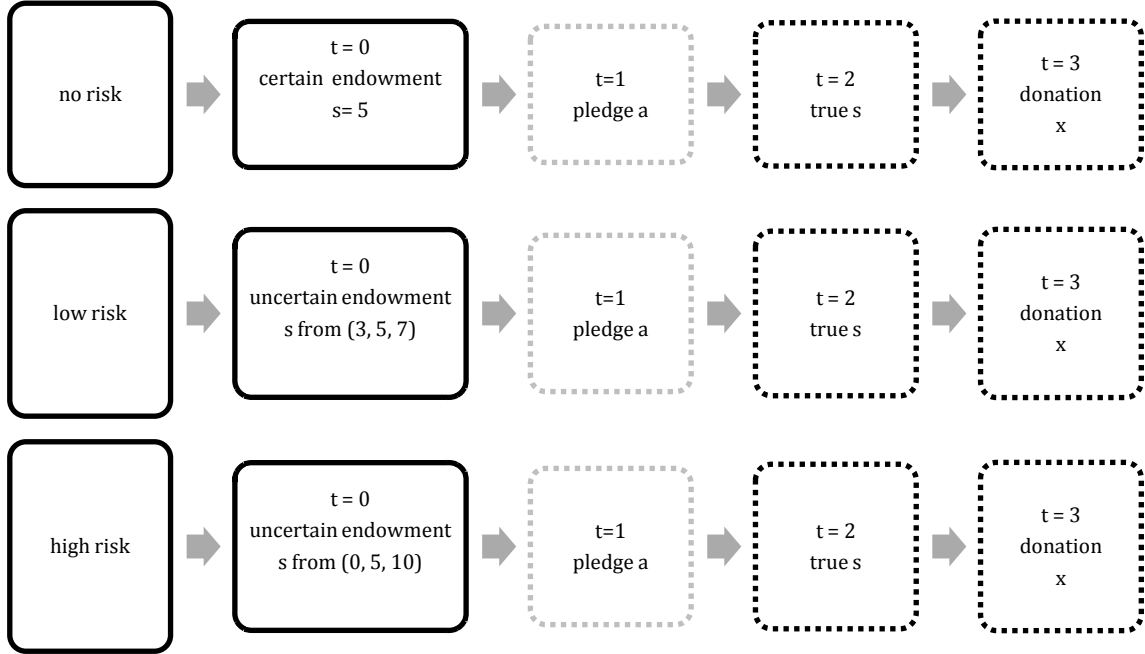 no risk
t = 0
certain endowment
s= 5
t=1
pledge a
t = 2
true s
t = 3
donation
x
low risk
t = 0
uncertain endowment
s from (3, 5, 7)
t=1
pledge a
t = 2
true s
t = 3
donation
x
high risk
t = 0
uncertain endowment
s from (0, 5, 10)
t=1
pledge a
t = 2
true s
t = 3
donation
x